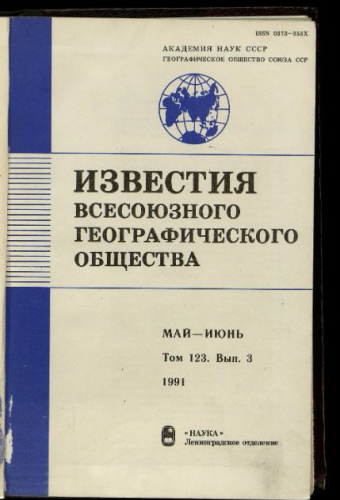 ISSN 0373-353X
АКАДЕМИЯ НАУК СССР
ГЕОГРАФИЧЕСКОЕ ОБЩЕСТВО СОЮЗА ССР
ИЗВЕСТИЯ
ВСЕСОЮЗНОГО
ГЕОГРАФИЧЕСКОГО
ОБЩЕСТВА
МАЙ—ИЮНЬ
Том 123. Вып. 3
1991
«НАУКА»
Ленинградское отделение